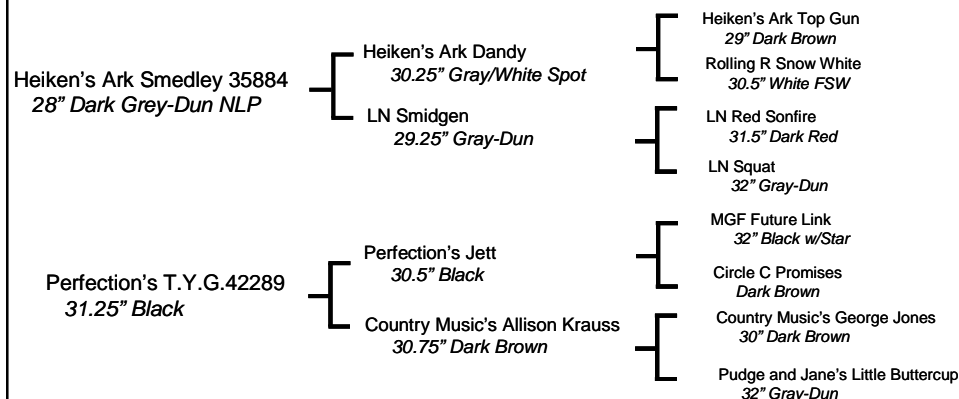 Heiken's Ark Smedley 35884
28” Dark Grey-Dun NLP
Heiken’s Ark Dandy
30.25” Gray/White Spot
Heiken’s Ark Top Gun
29” Dark Brown
Rolling R Snow White
30.5” White FSW
LN Smidgen
29.25” Gray-Dun
LN Red Sonfire
31.5” Dark Red
LN Squat
32” Gray-Dun
Perfection’s T.Y.G.42289
31.25” Black
Perfection’s Jett
30.5” Black
MGF Future Link
32” Black w/Star
Circle C Promises
Dark Brown
Country Music’s Allison Krauss
30.75” Dark Brown
Country Music’s George Jones
30” Dark Brown
Pudge and Jane’s Little Buttercup
32” Gray-Dun